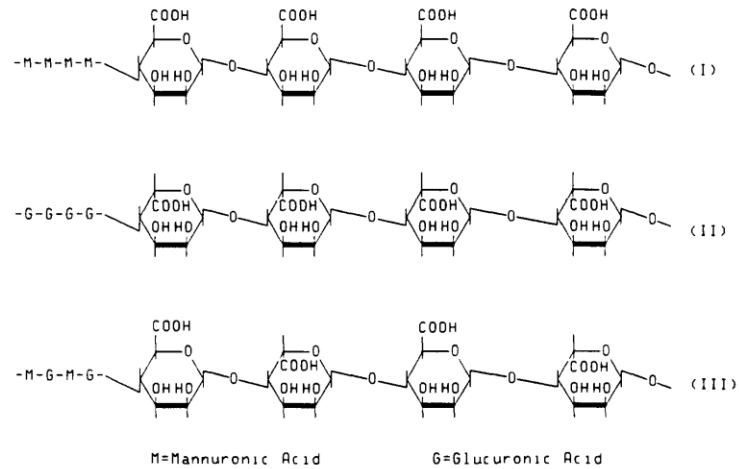 COOH COOH COOH COOH
O O O O
-M-M-M-M- OH HO O OH HO O OH HO O OH HO O (I)
O O O O
-G-G-G-G- COOH O COOH O COOH O COOH O (II)
OH HO OH HO OH HO OH HO
COOH COOH
O O O O
-M-G-M-G- OH HO O COOH O OH HO O COOH O (III)
OH HO OH HO
M=Mannuronic Acid G=Glucuronic Acid